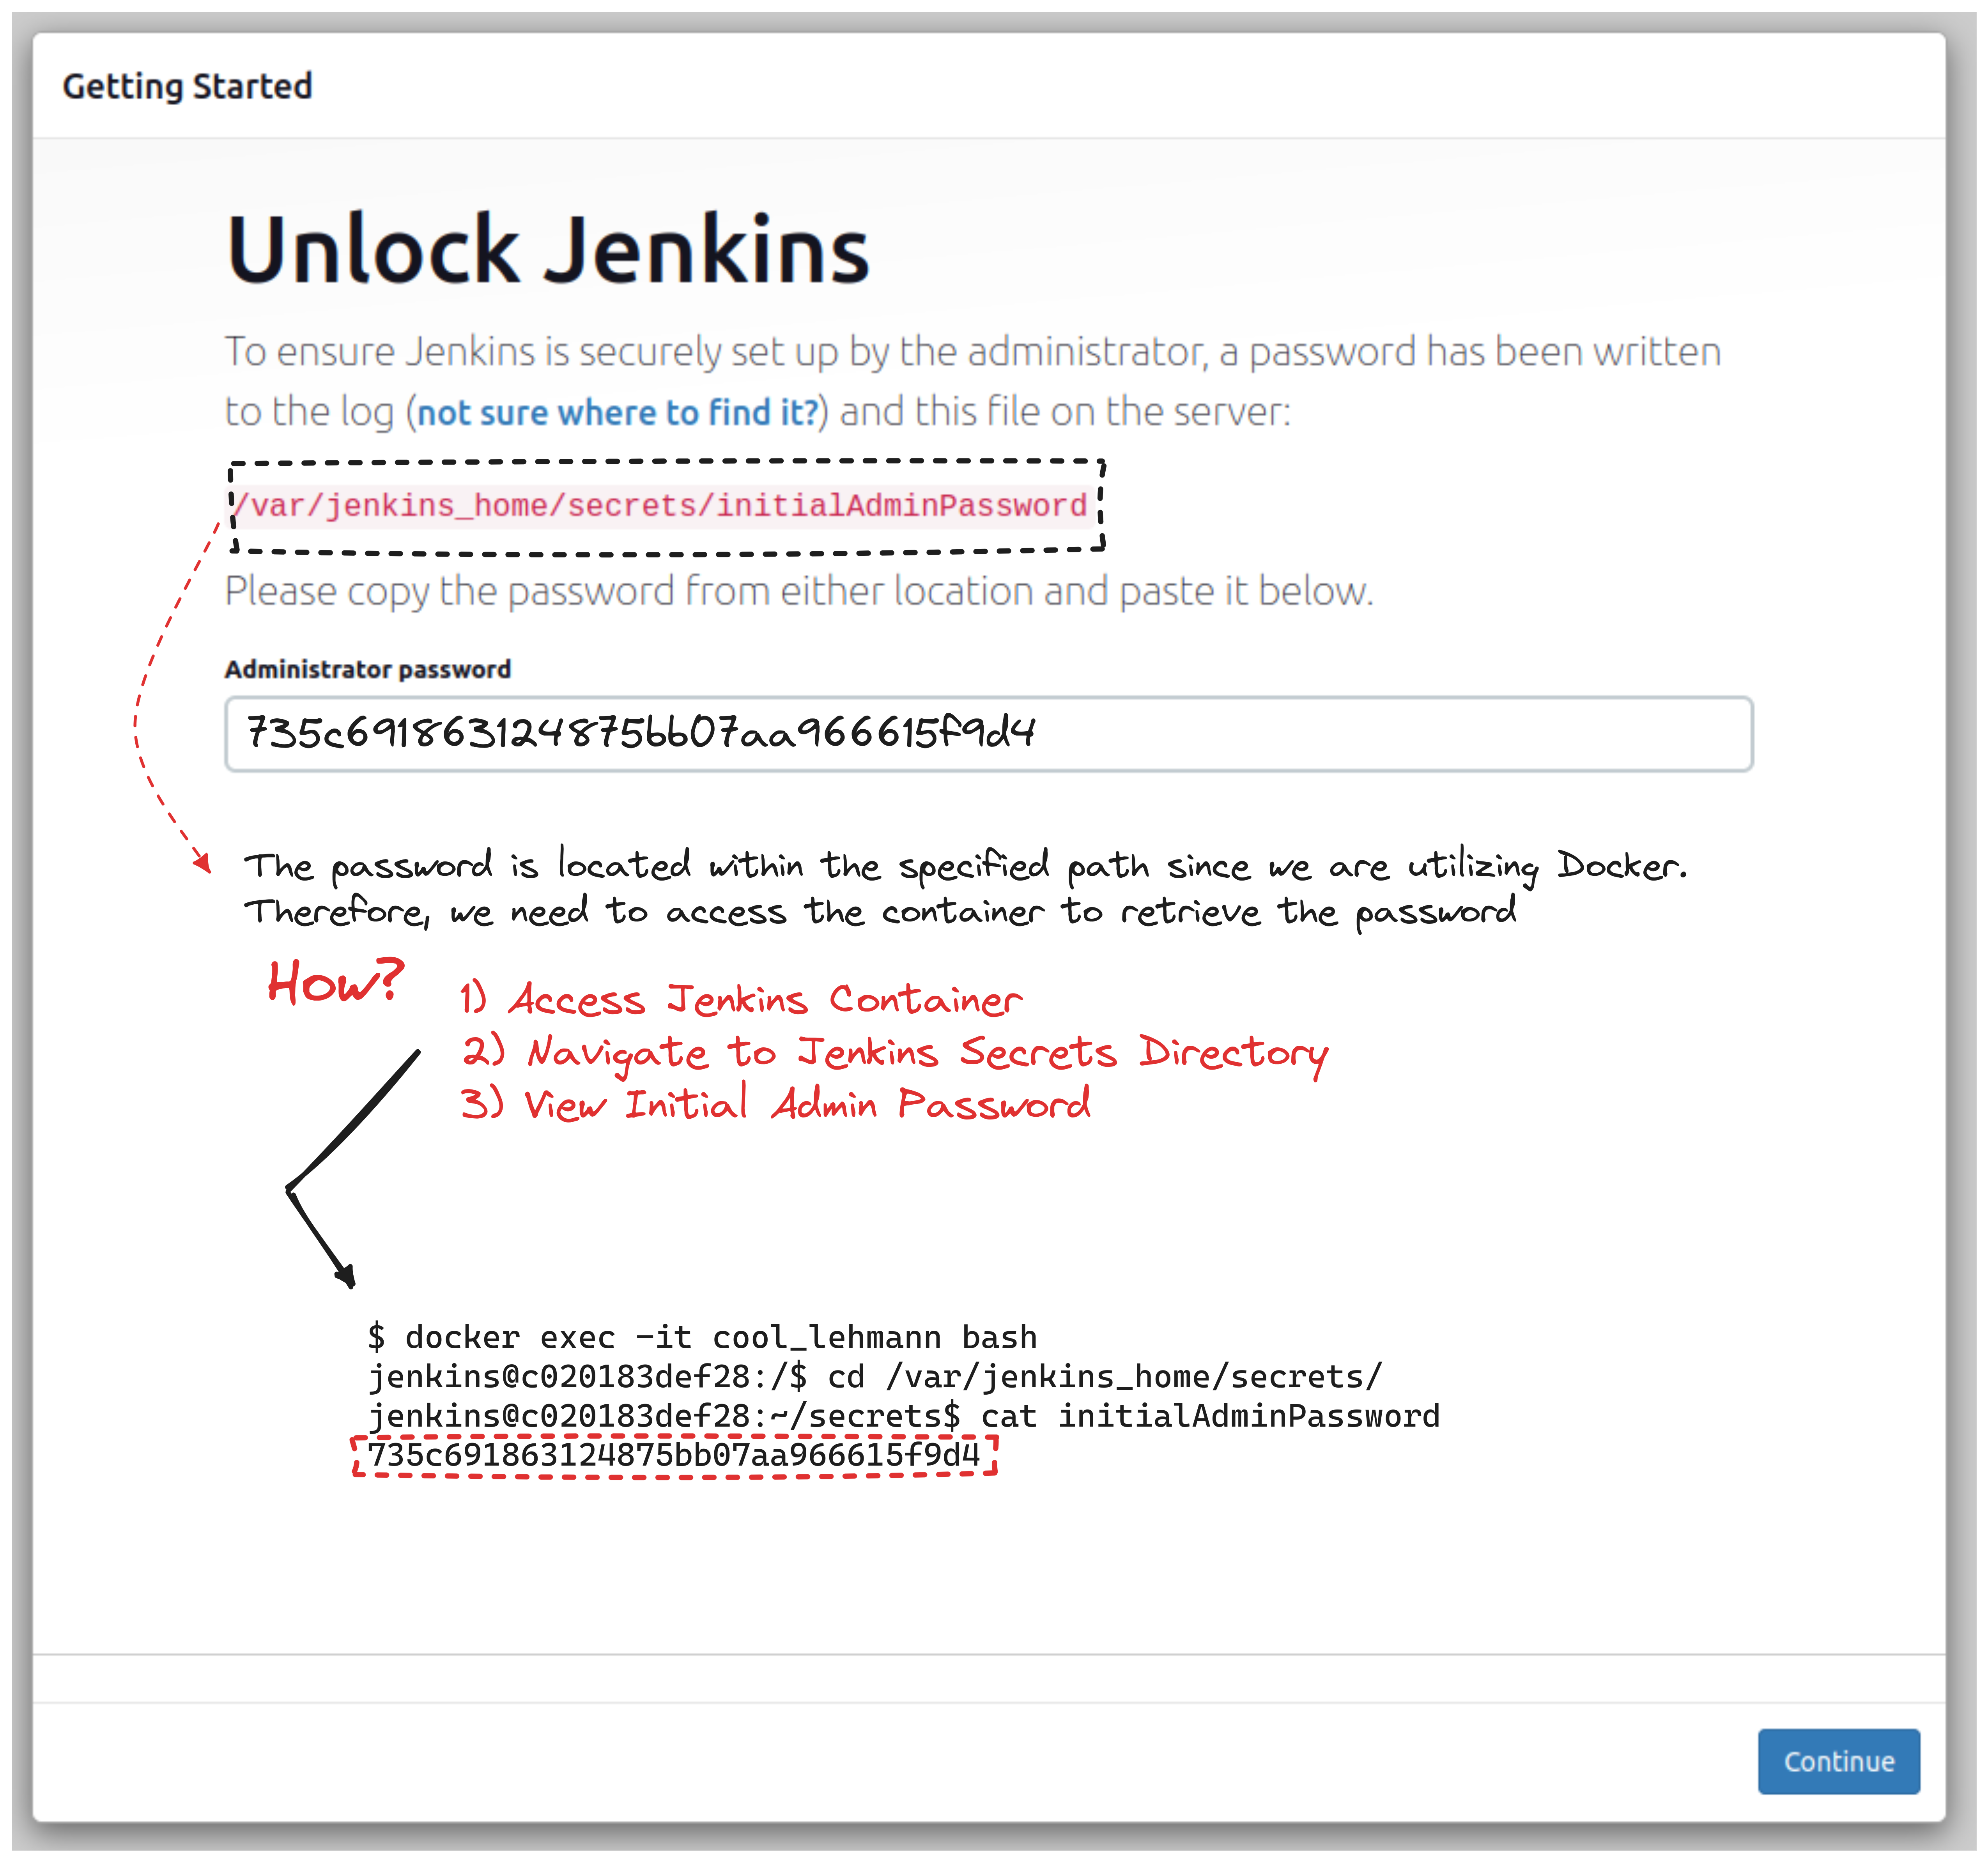 Getting Started
Unlock Jenkins
To ensure Jenkins is securely set up by the administrator, a password has been written
to the log (not sure where to find it?) and this file on the server:
/var/jenkins_home/secrets/initialAdminPassword
Please copy the password from either location and paste it below.
Administrator password
735c691863124875bb07aa966615f9d4
The password is located within the specified path since we are utilizing Docker.
Therefore, we need to access the container to retrieve the password
How?
1) Access Jenkins Container
2) Navigate to Jenkins Secrets Directory
3) View Initial Admin Password
$ docker exec -it cool_lehmann bash
jenkins@c020183def28:/$ cd /var/jenkins_home/secrets/
jenkins@c020183def28:~/secrets$ cat initialAdminPassword
735c691863124875bb07aa966615f9d4
Continue